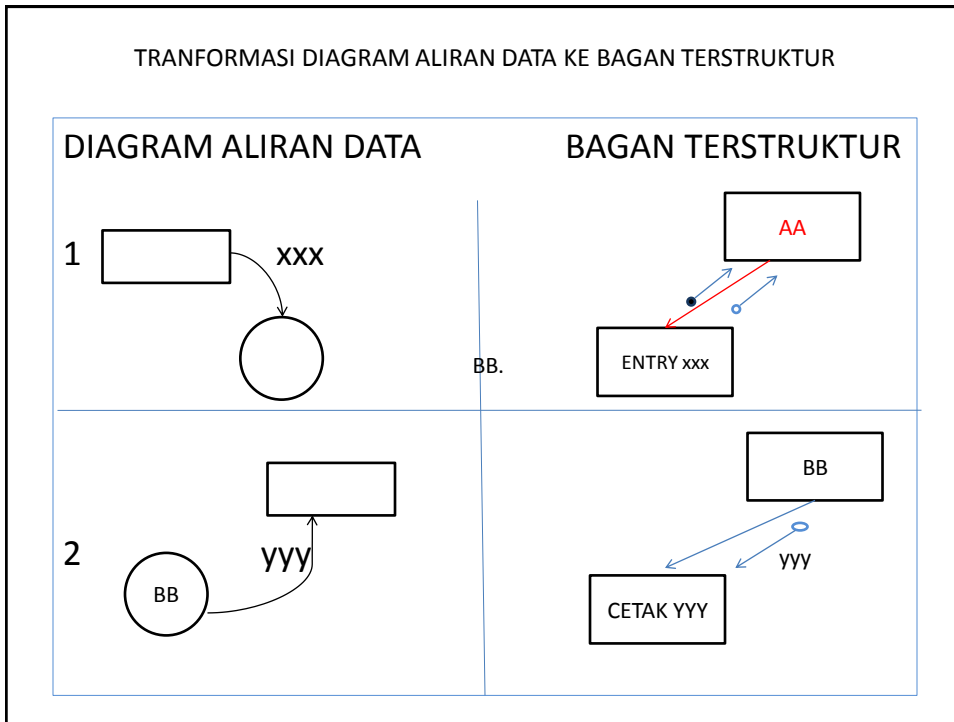 TRANFORMASI DIAGRAM ALIRAN DATA KE BAGAN TERSTRUKTUR
DIAGRAM ALIRAN DATA
BAGAN TERSTRUKTUR
1
xxx
AA
BB.
ENTRY xxx
2
BB
yyy
BB
yyy
CETAK YYY